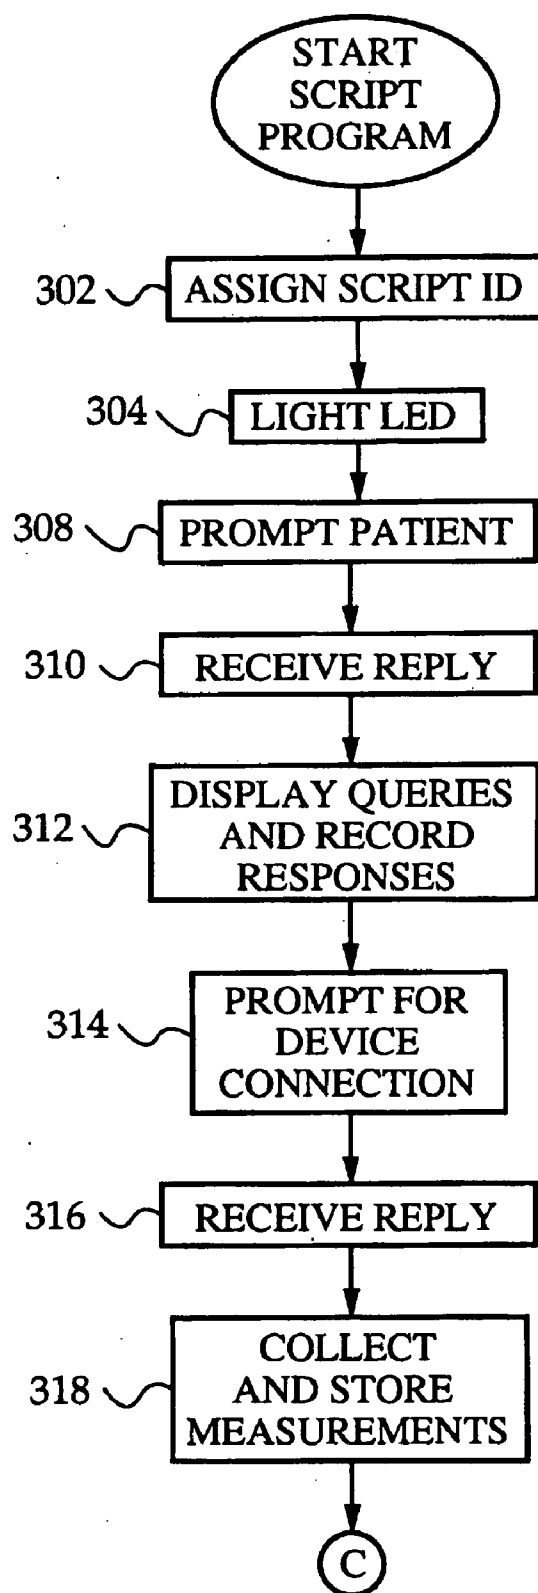 START
SCRIPT
PROGRAM
302 ASSIGN SCRIPT ID
304 LIGHT LED
308 PROMPT PATIENT
310 RECEIVE REPLY
DISPLAY QUERIES
312 AND RECORD
RESPONSES
PROMPT FOR
314 DEVICE
CONNECTION
316 RECEIVE REPLY
COLLECT
318 AND STORE
MEASUREMENTS
C